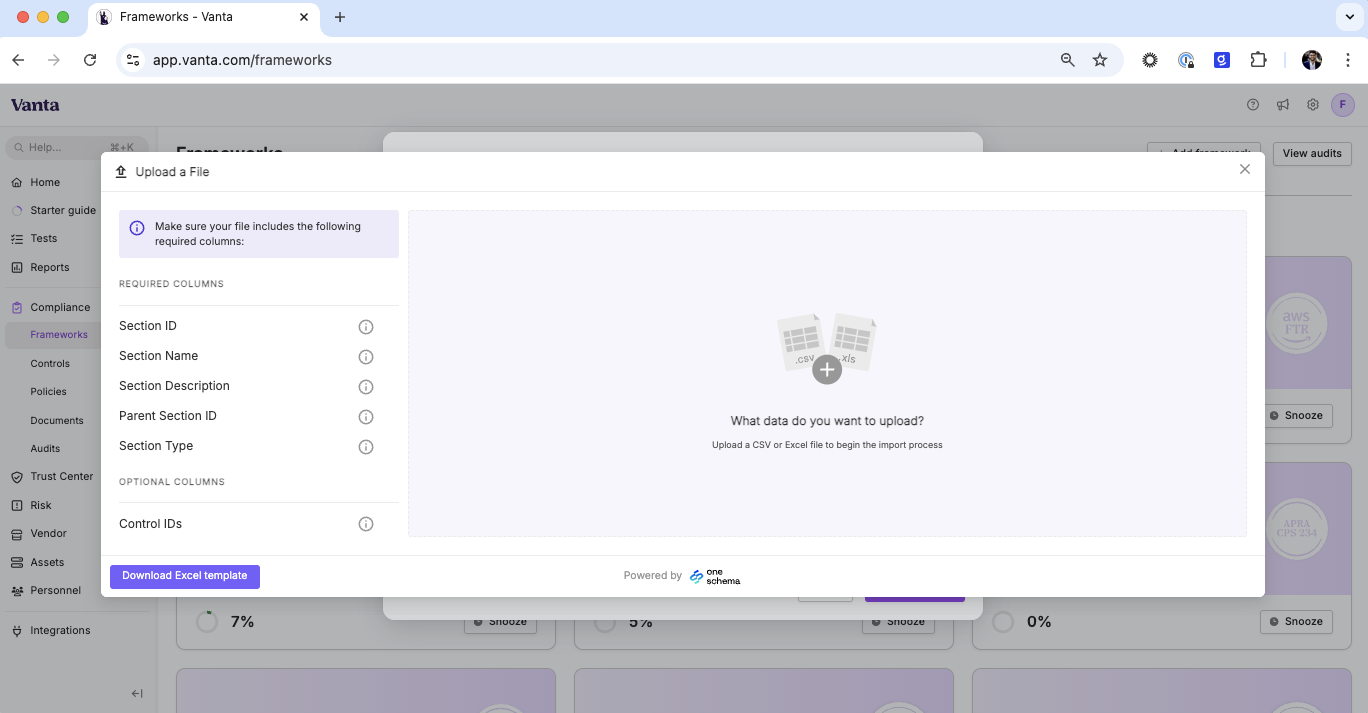 Frameworks - Vanta
app.vanta.com/frameworks
Vanta
F
Help...
⌘+K
Frameworks
Add framework
View audits
Home
Starter guide
Tests
Reports
Compliance
Frameworks
Controls
Policies
Documents
Audits
Trust Center
Risk
Vendor
Assets
Personnel
Integrations
Upload a File
Make sure your file includes the following
required columns:
REQUIRED COLUMNS
Section ID
Section Name
Section Description
Parent Section ID
Section Type
OPTIONAL COLUMNS
Control IDs
.csv
.xls
What data do you want to upload?
Upload a CSV or Excel file to begin the import process
Download Excel template
Powered by
one
schema
aws
FTR
Snooze
APRA
CPS 234
7%
Snooze
5%
Snooze
0%
Snooze